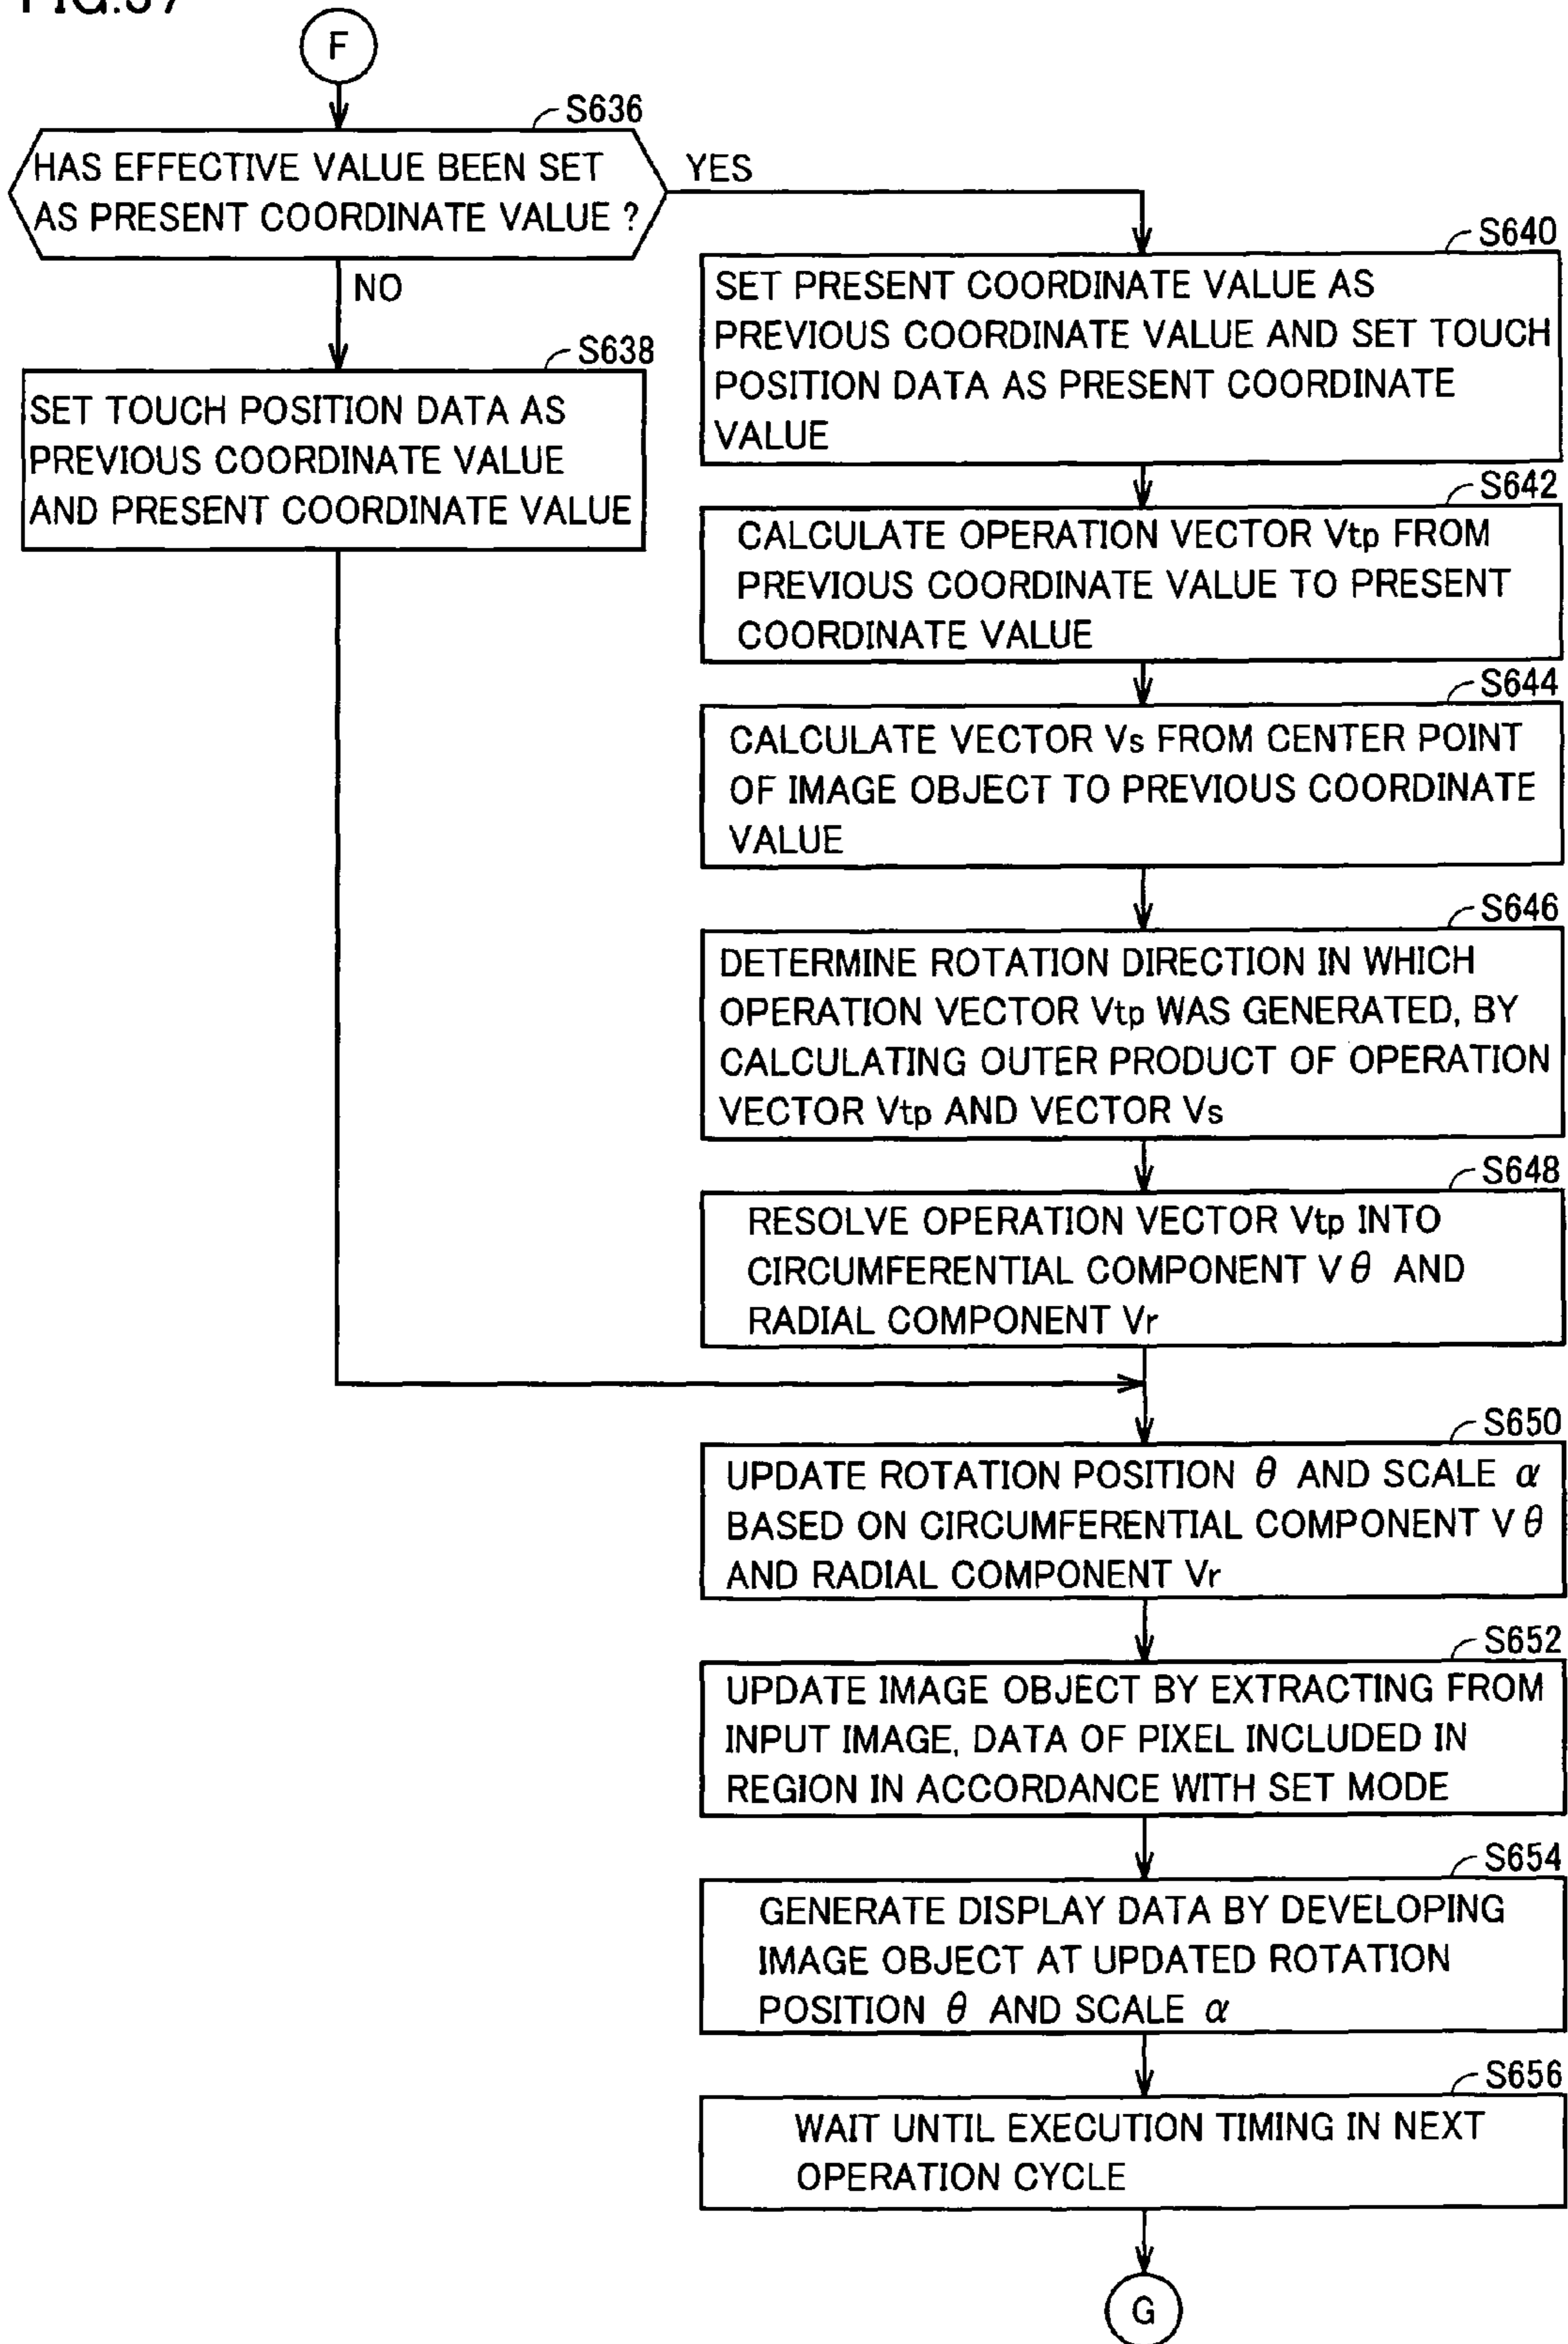 F
S636
HAS EFFECTIVE VALUE BEEN SET
AS PRESENT COORDINATE VALUE ?
YES
NO
S638
SET TOUCH POSITION DATA AS
PREVIOUS COORDINATE VALUE
AND PRESENT COORDINATE VALUE
S640
SET PRESENT COORDINATE VALUE AS
PREVIOUS COORDINATE VALUE AND SET TOUCH
POSITION DATA AS PRESENT COORDINATE
VALUE
S642
CALCULATE OPERATION VECTOR Vtp FROM
PREVIOUS COORDINATE VALUE TO PRESENT
COORDINATE VALUE
S644
CALCULATE VECTOR Vs FROM CENTER POINT
OF IMAGE OBJECT TO PREVIOUS COORDINATE
VALUE
S646
DETERMINE ROTATION DIRECTION IN WHICH
OPERATION VECTOR Vtp WAS GENERATED, BY
CALCULATING OUTER PRODUCT OF OPERATION
VECTOR Vtp AND VECTOR Vs
S648
RESOLVE OPERATION VECTOR Vtp INTO
CIRCUMFERENTIAL COMPONENT V θ AND
RADIAL COMPONENT Vr
S650
UPDATE ROTATION POSITION θ AND SCALE α
BASED ON CIRCUMFERENTIAL COMPONENT V θ
AND RADIAL COMPONENT Vr
S652
UPDATE IMAGE OBJECT BY EXTRACTING FROM
INPUT IMAGE, DATA OF PIXEL INCLUDED IN
REGION IN ACCORDANCE WITH SET MODE
S654
GENERATE DISPLAY DATA BY DEVELOPING
IMAGE OBJECT AT UPDATED ROTATION
POSITION θ AND SCALE α
S656
WAIT UNTIL EXECUTION TIMING IN NEXT
OPERATION CYCLE
G